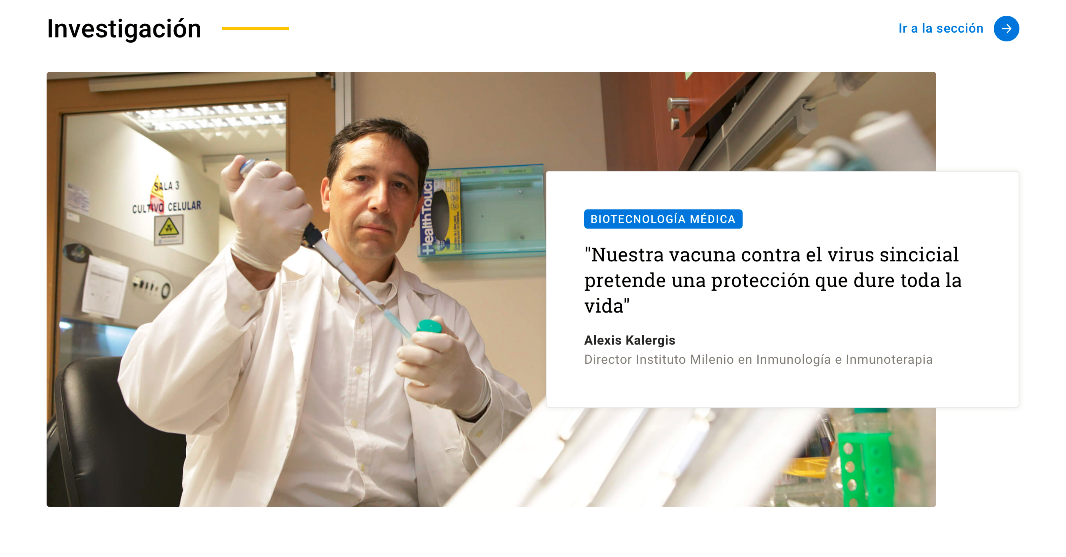 Investigación
Ir a la sección
SALA 3
CULTIVO CELULAR
HealthTouch
BIOTECNOLOGÍA MÉDICA
"Nuestra vacuna contra el virus sincicial
pretende una protección que dure toda la
vida"
Alexis Kalergis
Director Instituto Milenio en Inmunología e Inmunoterapia